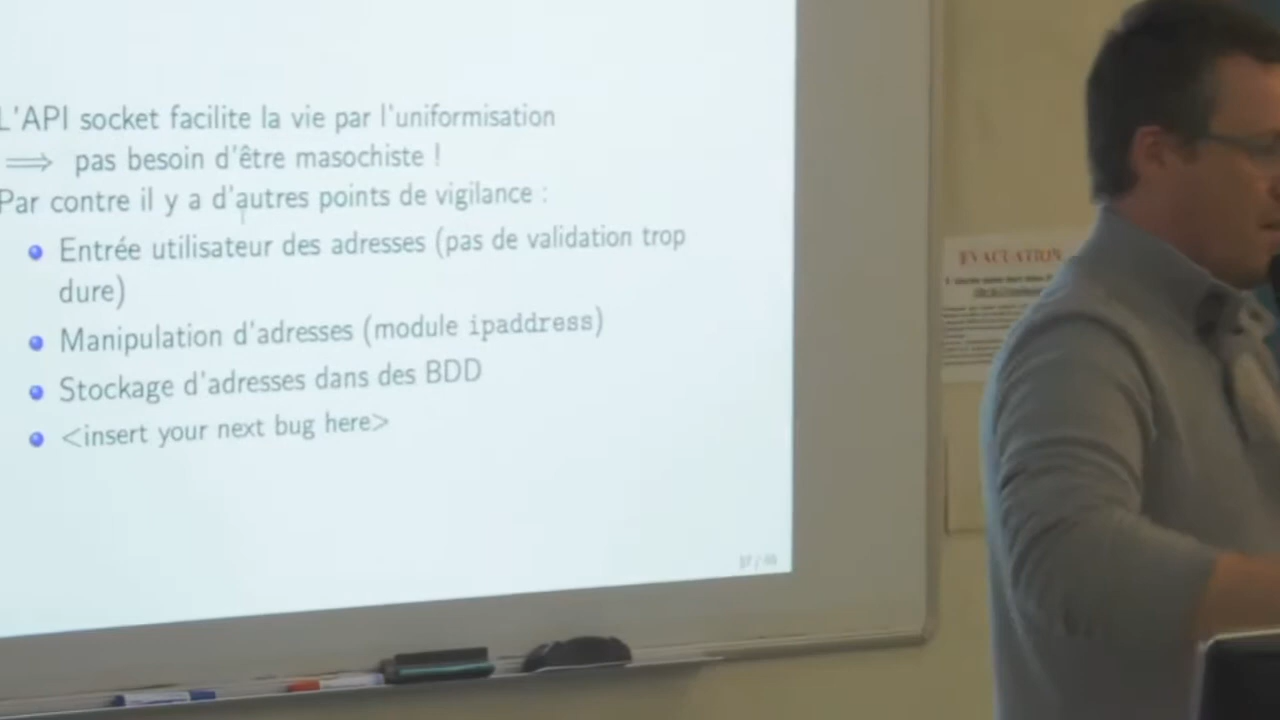 L'API socket facilite la vie par l'uniformisation
⟹ pas besoin d'être masochiste !
Par contre il y a d'autres points de vigilance :
Entrée utilisateur des adresses (pas de validation trop
dure)
Manipulation d'adresses (module ipaddress)
Stockage d'adresses dans des BDD
<insert your next bug here>
EVACUATION